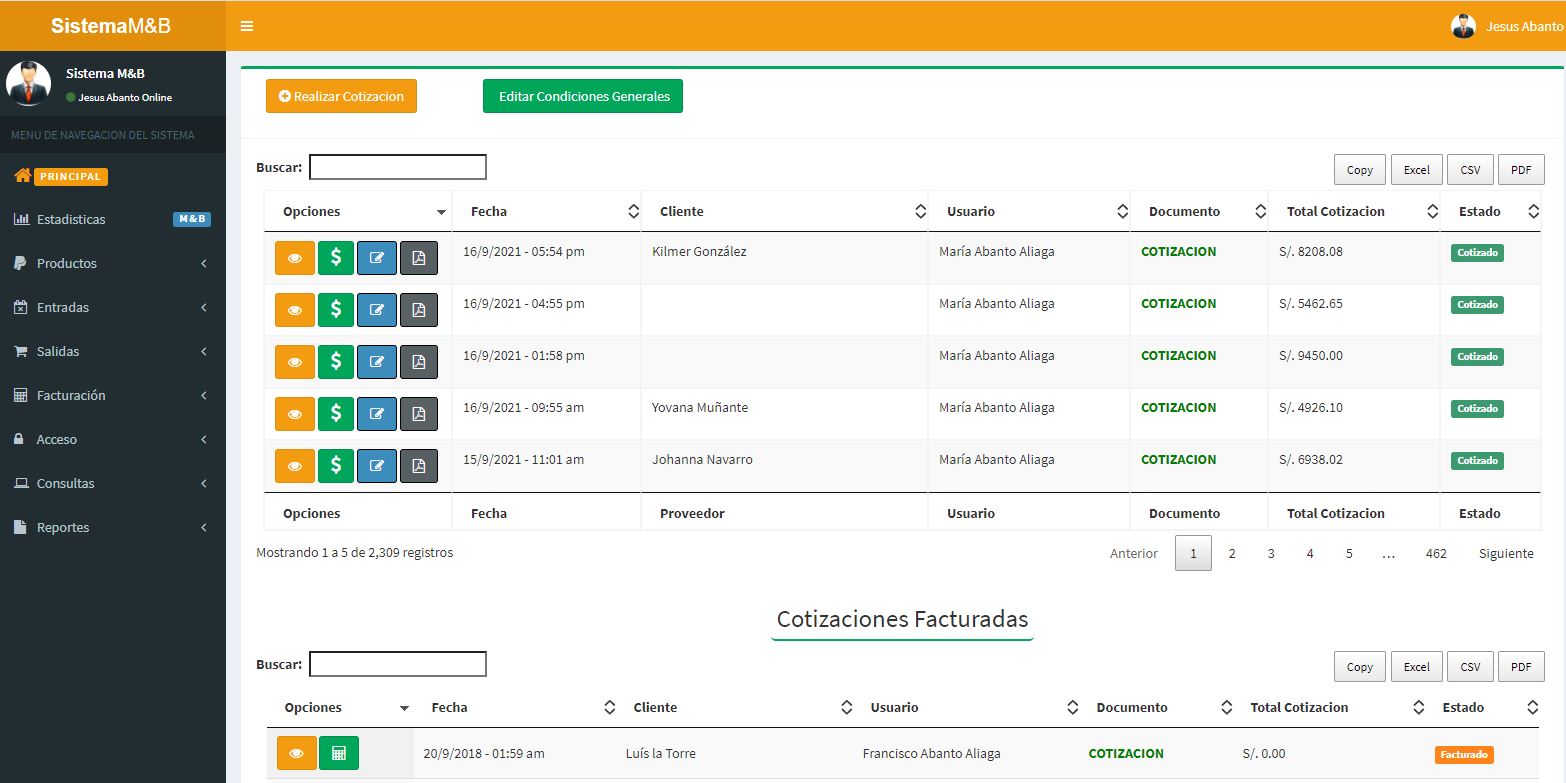 SistemaM&B
Jesus Abanto
Sistema M&B
Jesus Abanto Online
MENU DE NAVEGACION DEL SISTEMA
PRINCIPAL
Estadisticas M&B
Productos
Entradas
Salidas
Facturación
Acceso
Consultas
Reportes
Realizar Cotizacion Editar Condiciones Generales
Buscar: Copy Excel CSV PDF
Opciones Fecha Cliente Usuario Documento Total Cotizacion Estado
16/9/2021 - 05:54 pm Kilmer González María Abanto Aliaga COTIZACION S/. 8208.08 Cotizado
16/9/2021 - 04:55 pm María Abanto Aliaga COTIZACION S/. 5462.65 Cotizado
16/9/2021 - 01:58 pm María Abanto Aliaga COTIZACION S/. 9450.00 Cotizado
16/9/2021 - 09:55 am Yovana Muñante María Abanto Aliaga COTIZACION S/. 4926.10 Cotizado
15/9/2021 - 11:01 am Johanna Navarro María Abanto Aliaga COTIZACION S/. 6938.02 Cotizado
Opciones Fecha Proveedor Usuario Documento Total Cotizacion Estado
Mostrando 1 a 5 de 2,309 registros Anterior 1 2 3 4 5 ... 462 Siguiente
Cotizaciones Facturadas
Buscar: Copy Excel CSV PDF
Opciones Fecha Cliente Usuario Documento Total Cotizacion Estado
20/9/2018 - 01:59 am Luís la Torre Francisco Abanto Aliaga COTIZACION S/. 0.00 Facturado